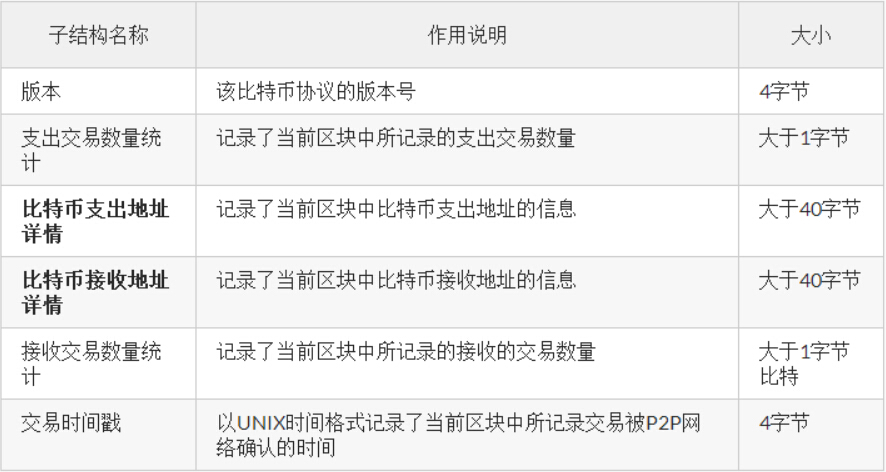 子结构名称 作用说明 大小
版本 该比特币协议的版本号 4字节
支出交易数量统 记录了当前区块中所记录的支出交易数量 大于1字节
计
比特币支出地址 记录了当前区块中比特币支出地址的信息 大于40字节
详情
比特币接收地址 记录了当前区块中比特币接收地址的信息 大于40字节
详情
接收交易数量统 记录了当前区块中所记录的接收的交易数量 大于1字节
计 比特
交易时间戳 以UNIX时间格式记录了当前区块中所记录交易被P2P网 4字节
络确认的时间